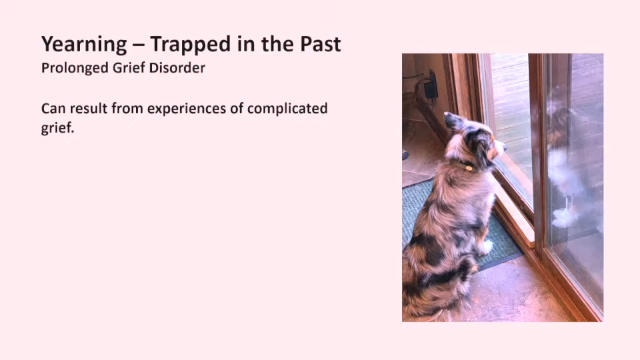 Yearning – Trapped in the Past
Prolonged Grief Disorder
Can result from experiences of complicated
grief.